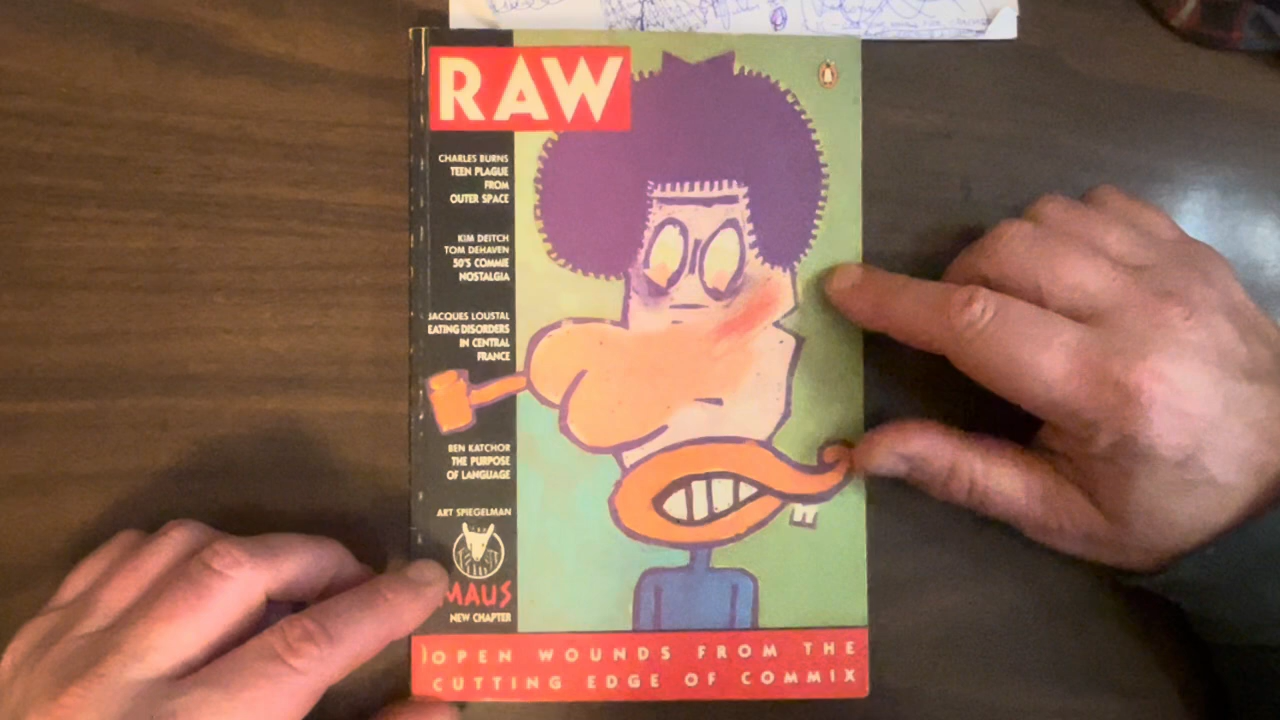 RAW
CHARLES BURNS
TEEN PLAGUE
FROM
OUTER SPACE
KIM DEITCH
TOM DEHAVEN
50'S COMMIE
NOSTALGIA
JACQUES LOUSTAL
EATING DISORDERS
IN CENTRAL
FRANCE
BEN KATCHOR
THE PURPOSE
OF LANGUAGE
ART SPIEGELMAN
MAUS
NEW CHAPTER
OPEN WOUNDS FROM THE
CUTTING EDGE OF COMMIX